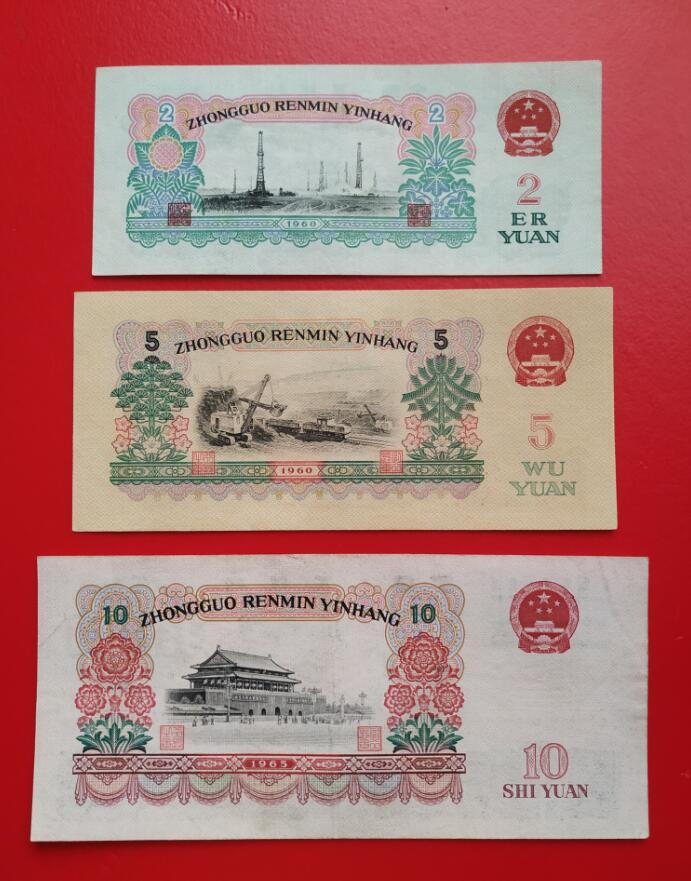 2 ZHONGGUO RENMIN YINHANG 2
2
ER
YUAN
1960
5 ZHONGGUO RENMIN YINHANG 5
5
WU
YUAN
1960
10 ZHONGGUO RENMIN YINHANG 10
10
SHI YUAN
1965